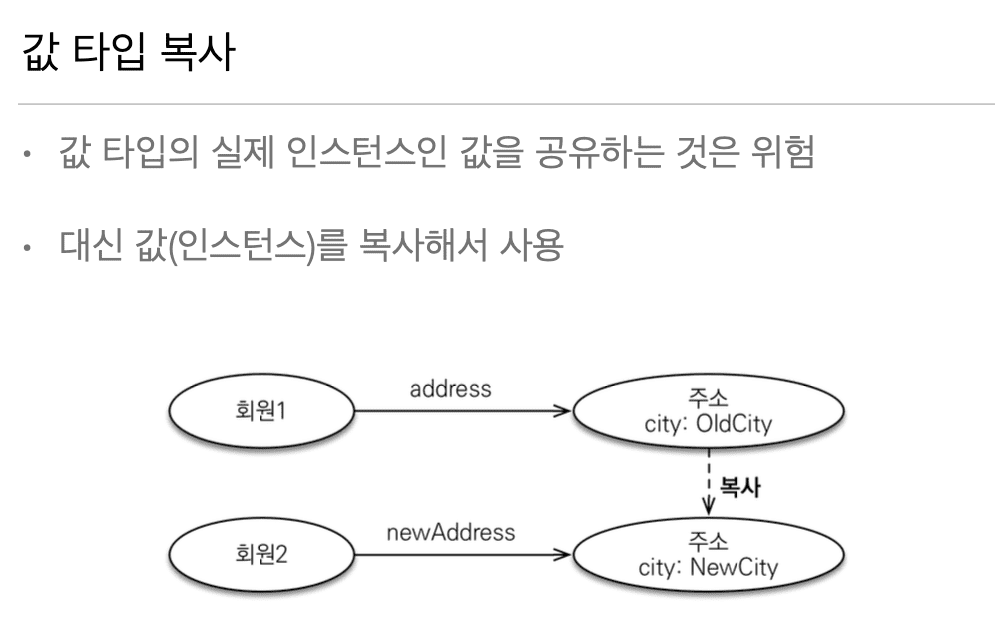 값 타입 복사
• 값 타입의 실제 인스턴스인 값을 공유하는 것은 위험
• 대신 값(인스턴스)를 복사해서 사용
회원1
address
주소
city: OldCity
복사
회원2
newAddress
주소
city: NewCity